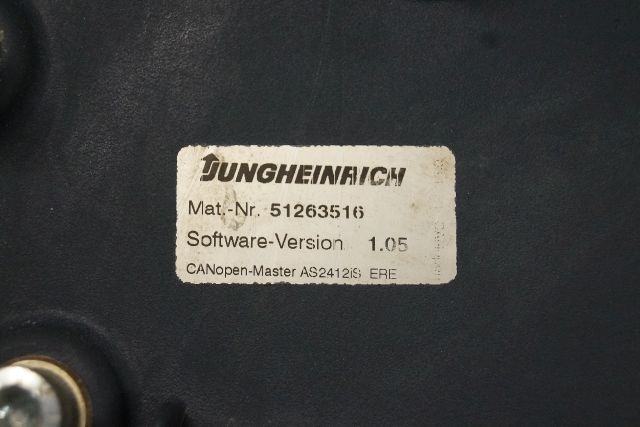 JUNGHEINRICH
Mat.-Nr. 51263516
Software-Version 1.05
CANopen-Master AS2412iS ERE